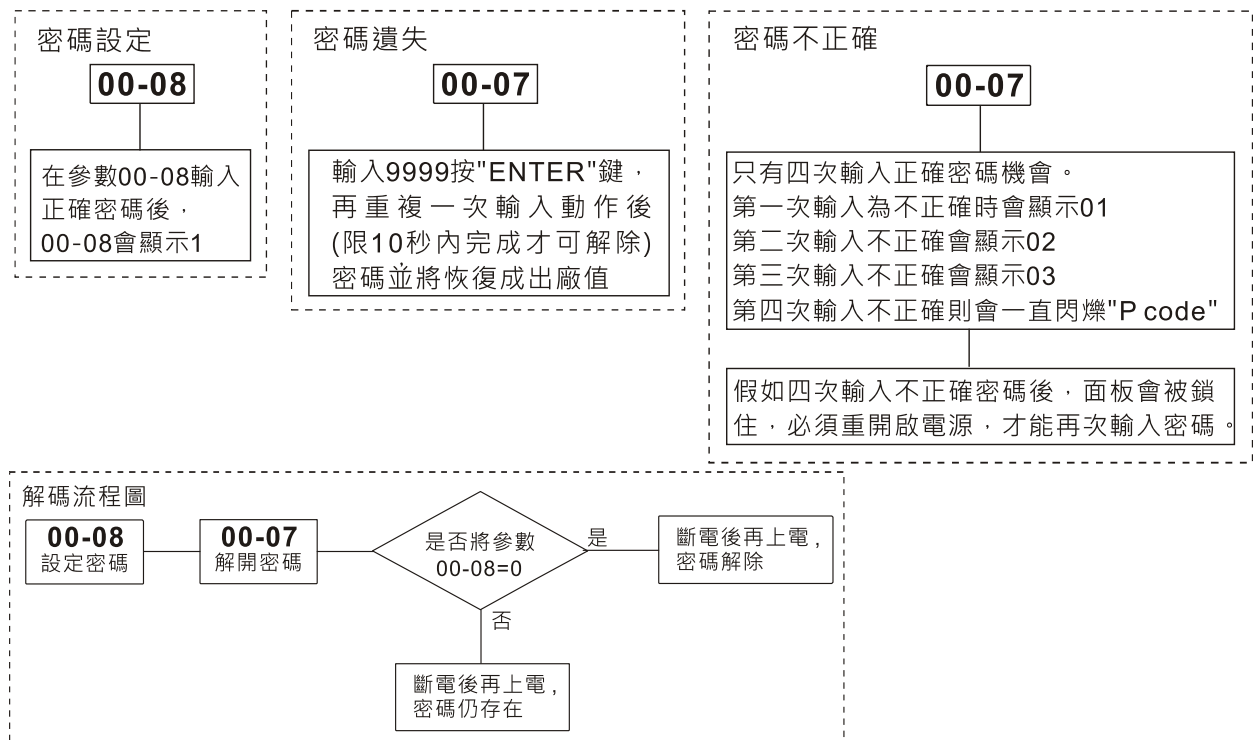 密碼設定
00-08
在參數00-08輸入
正確密碼後，
00-08會顯示1
密碼遺失
00-07
輸入9999按"ENTER"鍵，
再重複一次輸入動作後
(限10秒內完成才可解除)
密碼並將恢復成出廠值
密碼不正確
00-07
只有四次輸入正確密碼機會。
第一次輸入為不正確時會顯示01
第二次輸入不正確會顯示02
第三次輸入不正確會顯示03
第四次輸入不正確則會一直閃爍"P code"
假如四次輸入不正確密碼後，面板會被鎖
住，必須重開啟電源，才能再次輸入密碼。
解碼流程圖
00-08
設定密碼
00-07
解開密碼
是否將參數
00-08=0
是
斷電後再上電，
密碼解除
否
斷電後再上電，
密碼仍存在